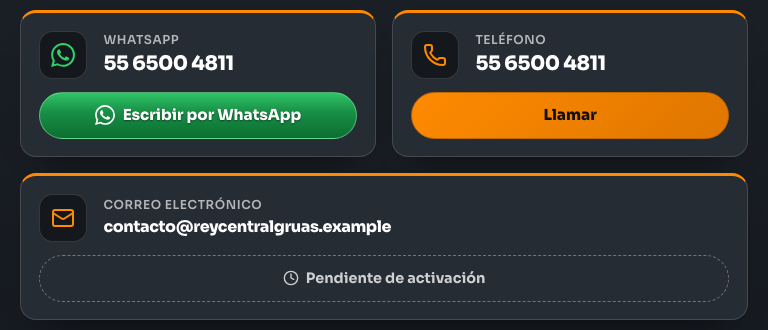 WHATSAPP
55 6500 4811
Escribir por WhatsApp
TELÉFONO
55 6500 4811
Llamar
CORREO ELECTRÓNICO
contacto@reycentralgruas.example
Pendiente de activación